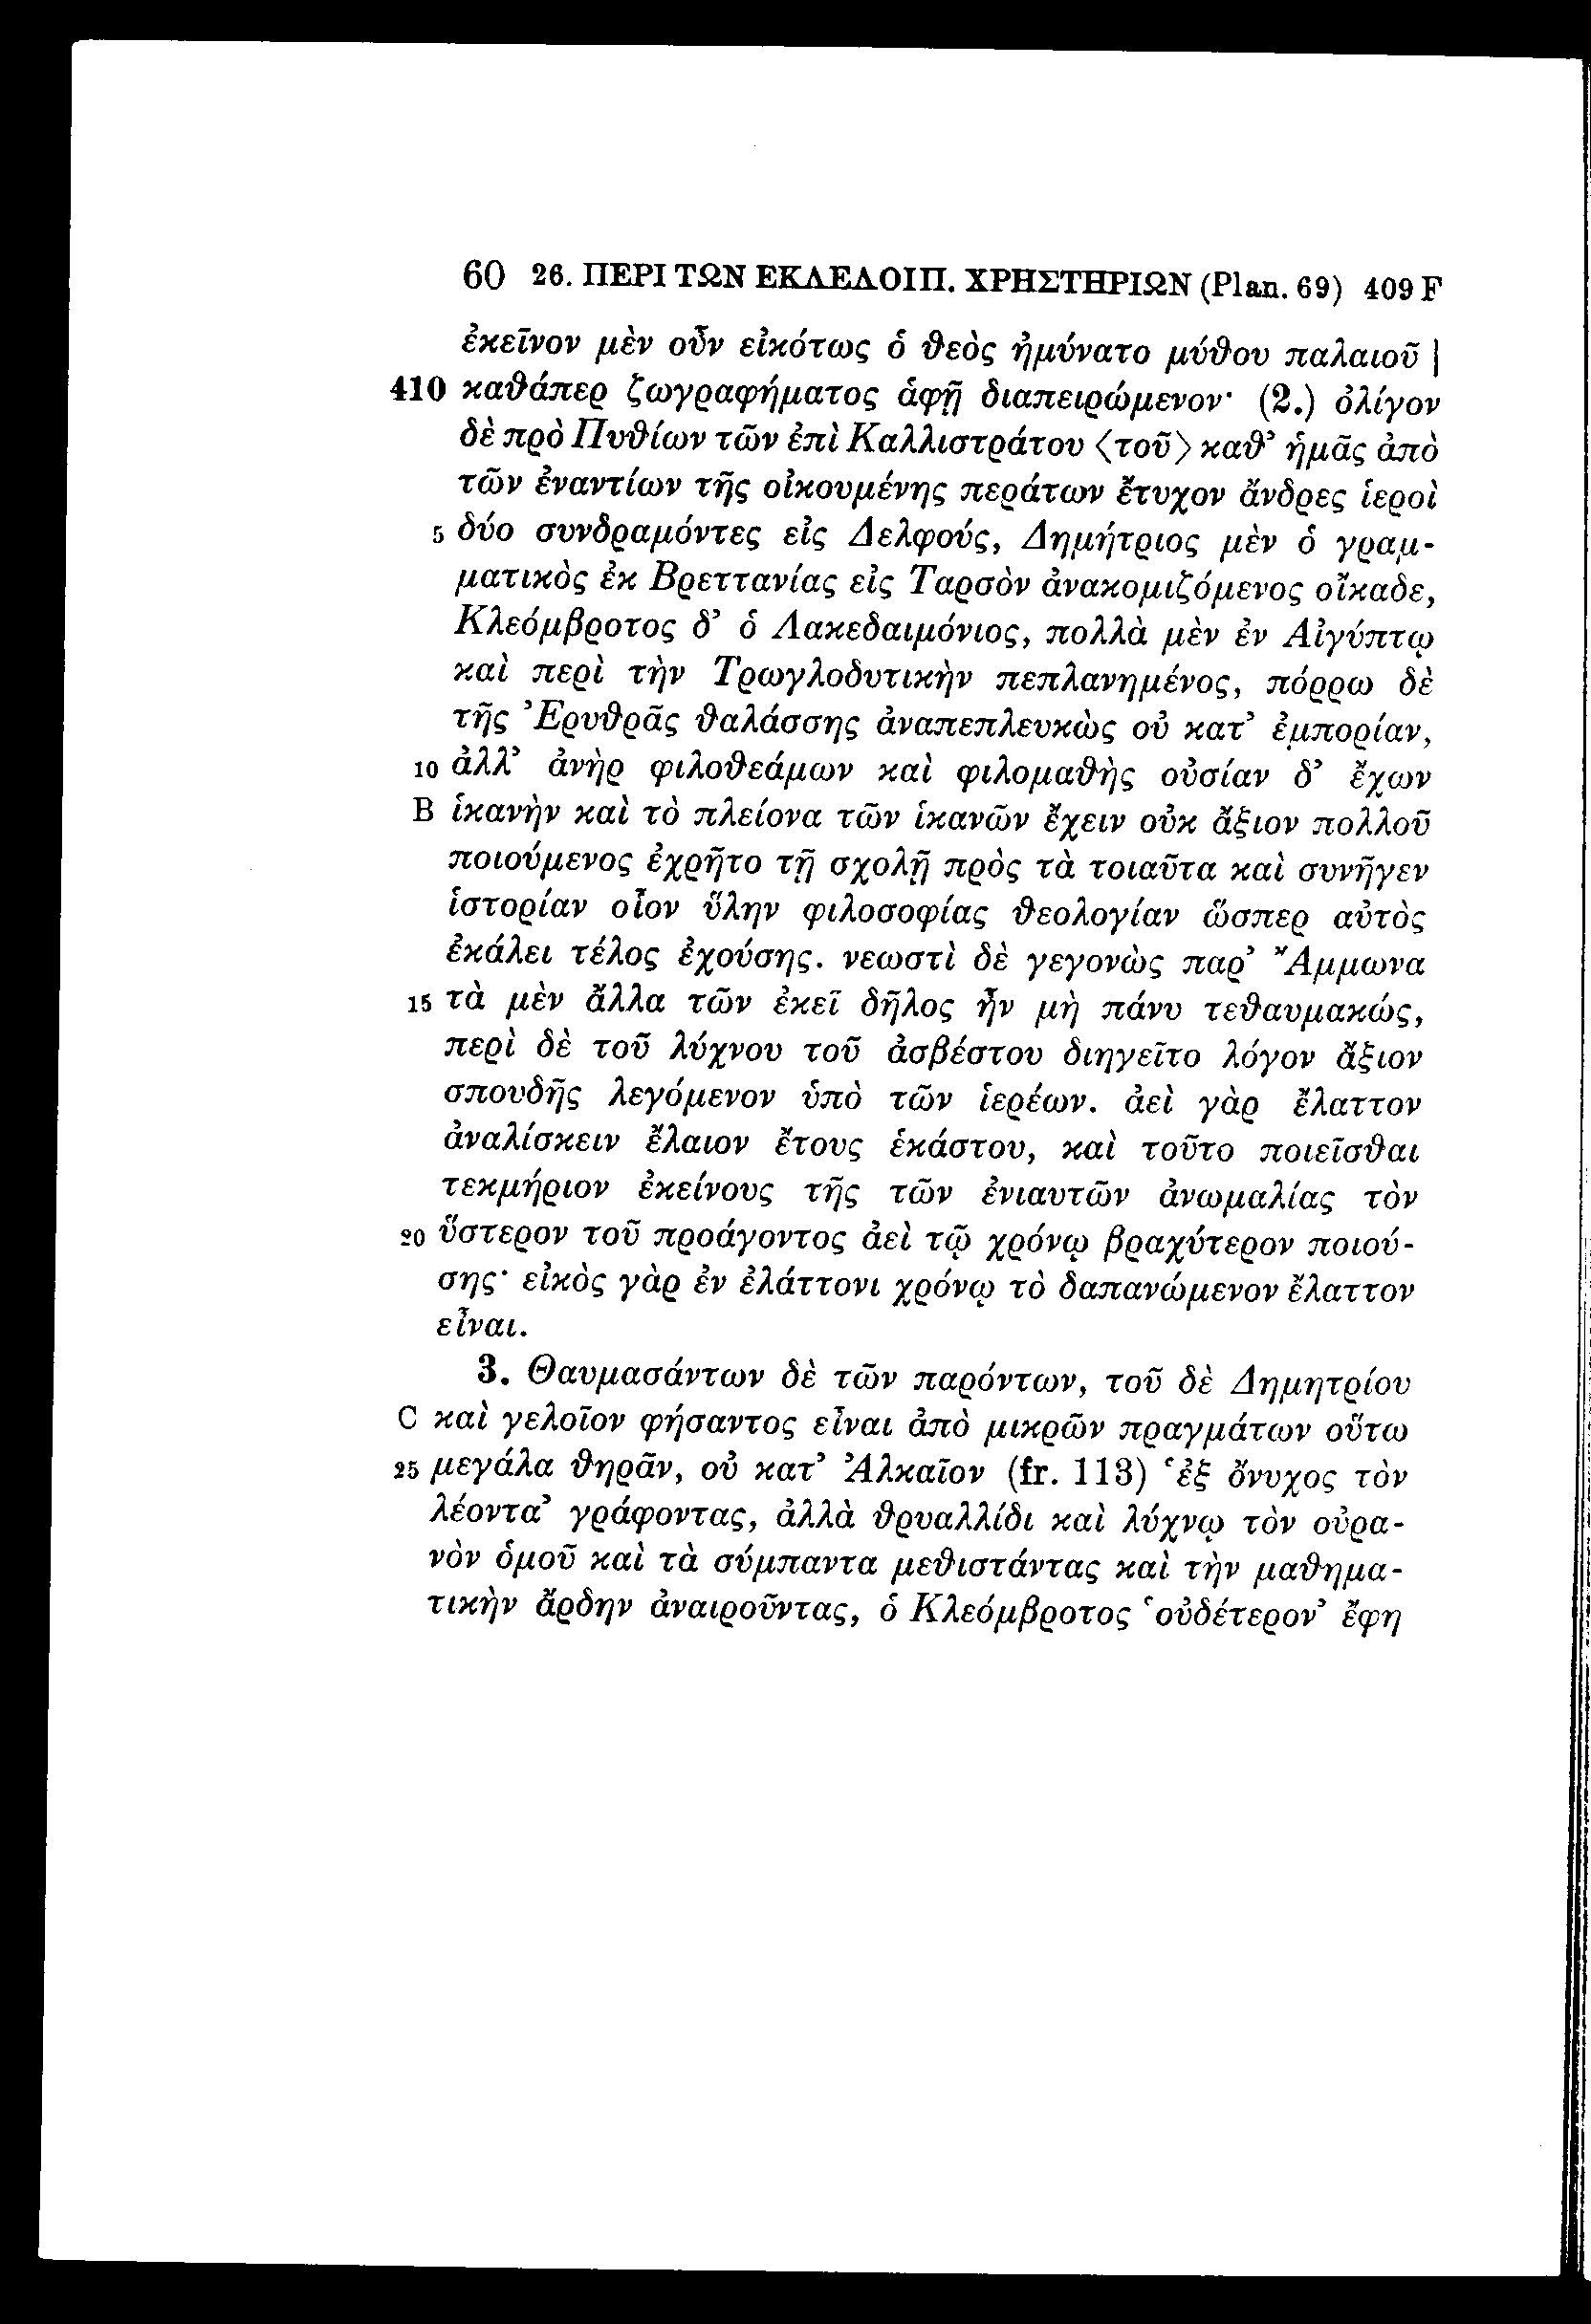 60 26. ΠΕΡΙ ΤΩΝ ΕΚΛΕΛΟΙΠ. ΧΡΗΣΤΗΡΙΩΝ (Plan. 69) 409 F
ἐκεῖνον μὲν οὖν εἰκότως ὁ θεὸς ἠμύνατο μύθου παλαιοῦ |
410 καθάπερ ζωγραφήματος ἁφῇ διαπειρώμενον· (2.) ὀλίγον
δὲ πρὸ Πυθίων τῶν ἐπὶ Καλλιστράτου ⟨τοῦ⟩ καθ’ ἡμᾶς ἀπὸ
τῶν ἐναντίων τῆς οἰκουμένης περάτων ἔτυχον ἄνδρες ἱεροὶ
5 δύο συνδραμόντες εἰς Δελφούς, Δημήτριος μὲν ὁ γραμ-
ματικὸς ἐκ Βρεττανίας εἰς Ταρσὸν ἀνακομιζόμενος οἴκαδε,
Κλεόμβροτος δ’ ὁ Λακεδαιμόνιος, πολλὰ μὲν ἐν Αἰγύπτῳ
καὶ περὶ τὴν Τρωγλοδυτικὴν πεπλανημένος, πόρρω δὲ
τῆς Ἐρυθρᾶς θαλάσσης ἀναπεπλευκὼς οὐ κατ’ ἐμπορίαν,
10 ἀλλ’ ἀνὴρ φιλοθεάμων καὶ φιλομαθὴς οὐσίαν δ’ ἔχων
B ἱκανὴν καὶ τὸ πλείονα τῶν ἱκανῶν ἔχειν οὐκ ἄξιον πολλοῦ
ποιούμενος ἐχρῆτο τῇ σχολῇ πρὸς τὰ τοιαῦτα καὶ συνῆγεν
ἱστορίαν οἷον ὕλην φιλοσοφίας θεολογίαν ὥσπερ αὐτὸς
ἐκάλει τέλος ἐχούσης. νεωστὶ δὲ γεγονὼς παρ’ Ἄμμωνα
15 τὰ μὲν ἄλλα τῶν ἐκεῖ δῆλος ἦν μὴ πάνυ τεθαυμακώς,
περὶ δὲ τοῦ λύχνου τοῦ ἀσβέστου διηγεῖτο λόγον ἄξιον
σπουδῆς λεγόμενον ὑπὸ τῶν ἱερέων. ἀεὶ γὰρ ἔλαττον
ἀναλίσκειν ἔλαιον ἔτους ἑκάστου, καὶ τοῦτο ποιεῖσθαι
τεκμήριον ἐκείνους τῆς τῶν ἐνιαυτῶν ἀνωμαλίας τὸν
20 ὕστερον τοῦ προάγοντος ἀεὶ τῷ χρόνῳ βραχύτερον ποιού-
σης· εἰκὸς γὰρ ἐν ἐλάττονι χρόνῳ τὸ δαπανώμενον ἔλαττον
εἶναι.
3. Θαυμασάντων δὲ τῶν παρόντων, τοῦ δὲ Δημητρίου
C καὶ γελοῖον φήσαντος εἶναι ἀπὸ μικρῶν πραγμάτων οὕτω
25 μεγάλα θηρᾶν, οὐ κατ’ Ἀλκαῖον (fr. 113) ‘ἐξ ὄνυχος τὸν
λέοντα’ γράφοντας, ἀλλὰ θρυαλλίδι καὶ λύχνῳ τὸν οὐρα-
νὸν ὁμοῦ καὶ τὰ σύμπαντα μεθιστάντας καὶ τὴν μαθημα-
τικὴν ἄρδην ἀναιροῦντας, ὁ Κλεόμβροτος ‘οὐδέτερον’ ἔφη